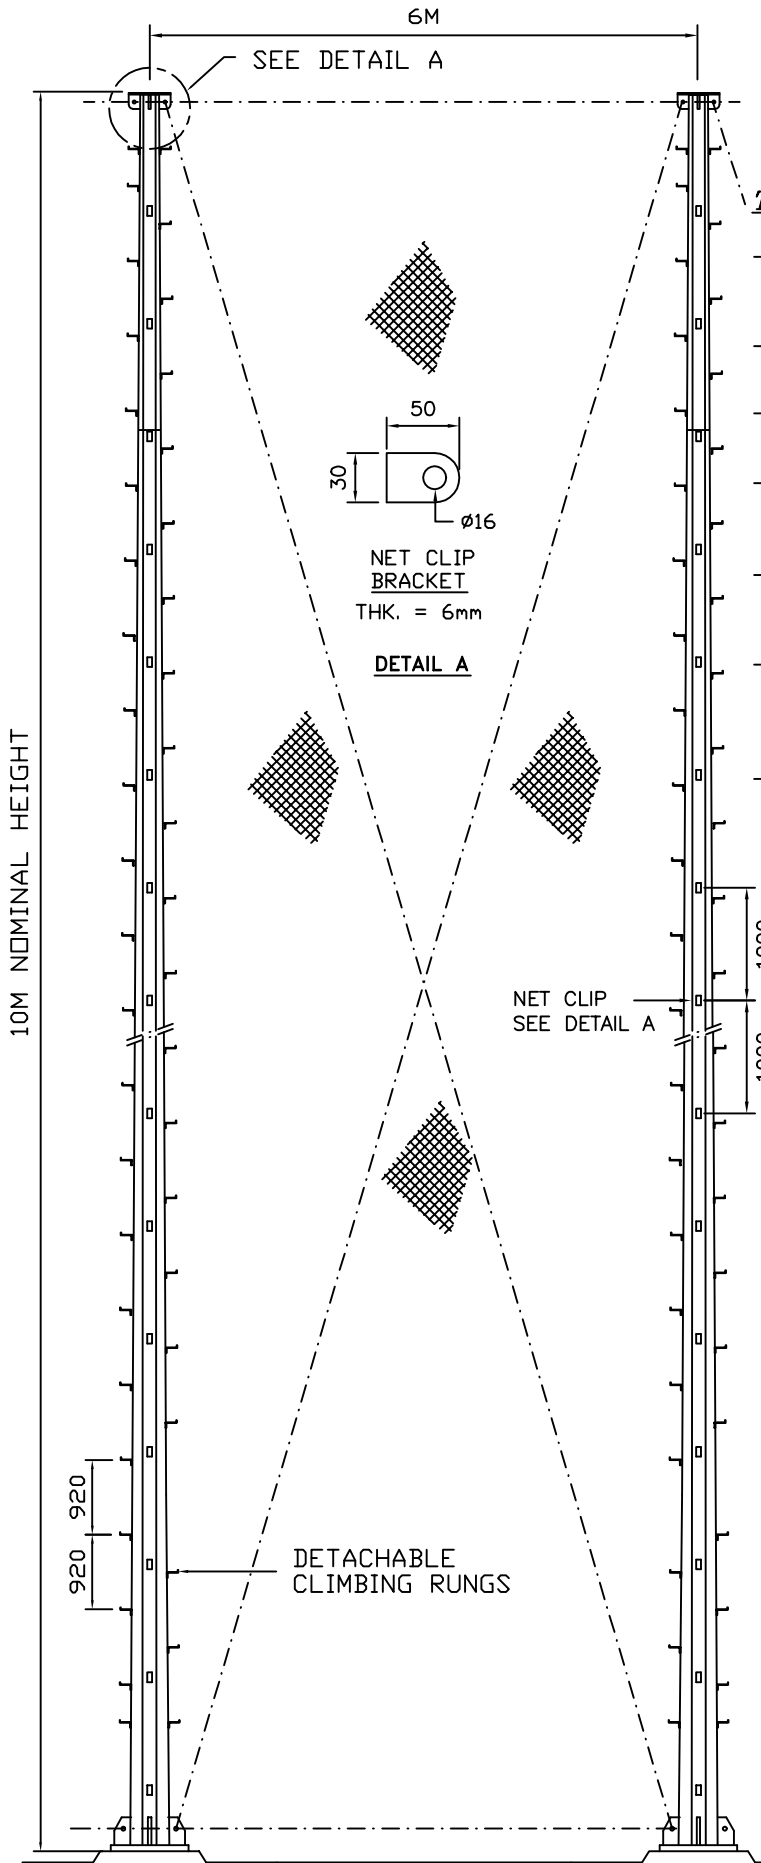 6M
SEE DETAIL A
50
30
Ø16
NET CLIP
BRACKET
THK. = 6mm
DETAIL A
10M NOMINAL HEIGHT
NET CLIP
SEE DETAIL A
920
920
DETACHABLE
CLIMBING RUNGS